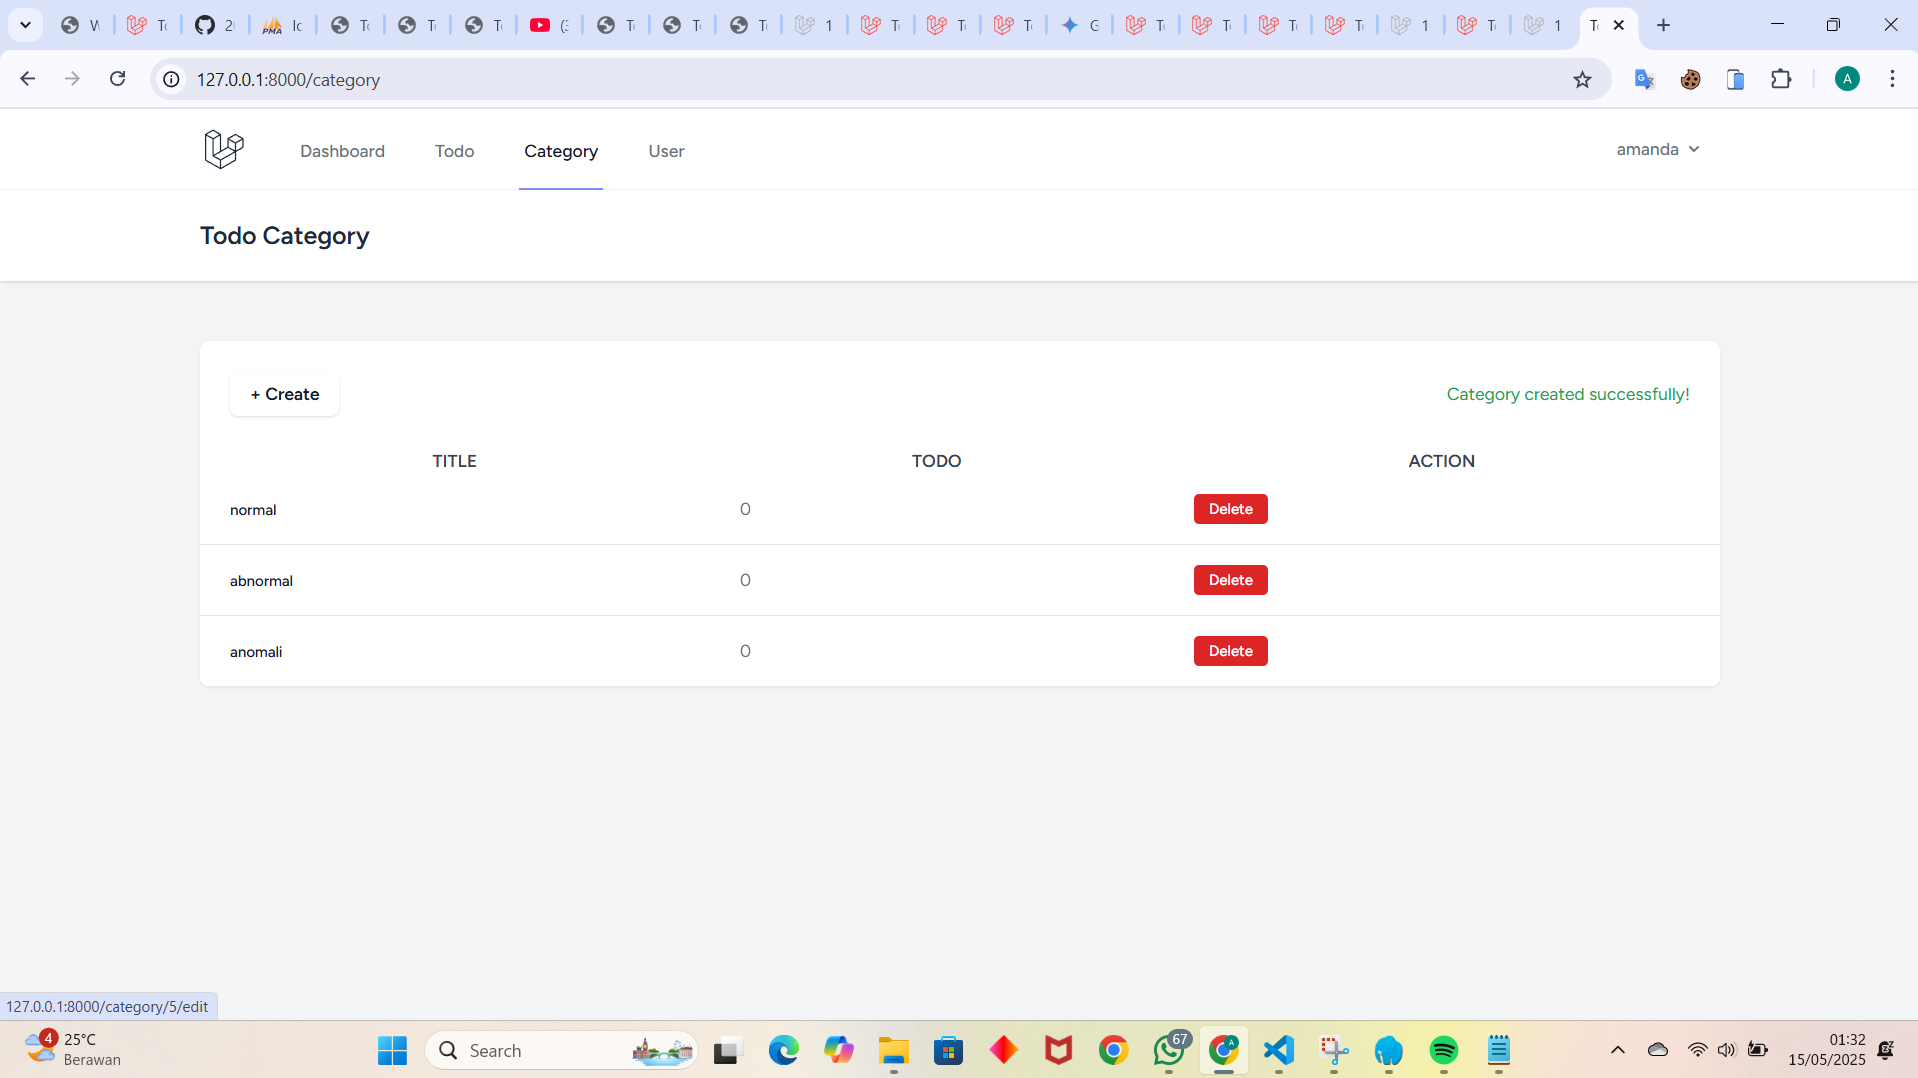 127.0.0.1:8000/category
A
Dashboard Todo Category User amanda
Todo Category
+ Create Category created successfully!
TITLE TODO ACTION
normal 0 Delete
abnormal 0 Delete
anomali 0 Delete
127.0.0.1:8000/category/5/edit
4 25°C
Berawan
Search
67
01:32
15/05/2025